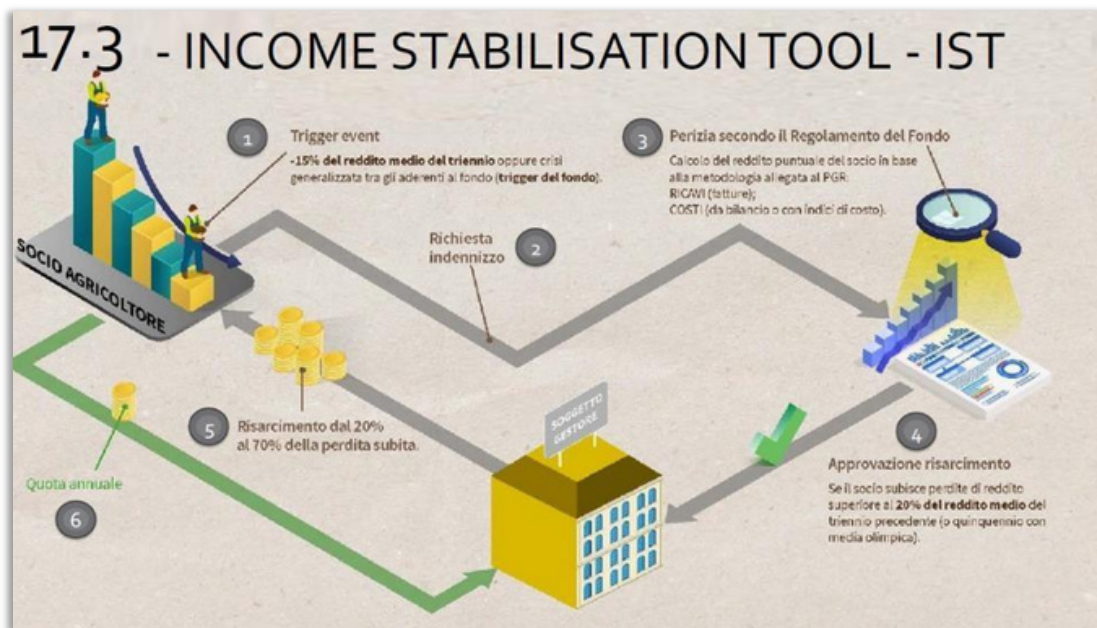 17.3 - INCOME STABILISATION TOOL - IST
1
Trigger event
-15% del reddito medio del triennio oppure crisi
generalizzata tra gli aderenti al fondo (trigger del fondo).
SOCIO AGRICOLTORE
Richiesta
indennizzo
2
3
Perizia secondo il Regolamento del Fondo
Calcolo del reddito puntuale del socio in base
alla metodologia allegata al PGR:
RICAVI (fatture);
COSTI (da bilancio o con indici di costo).
4
Approvazione risarcimento
Se il socio subisce perdite di reddito
superiore al 20% del reddito medio del
triennio precedente (o quinquennio con
media olimpica).
SOGGETTO
GESTORE
5
Risarcimento dal 20%
al 70% della perdita subita.
Quota annuale
6